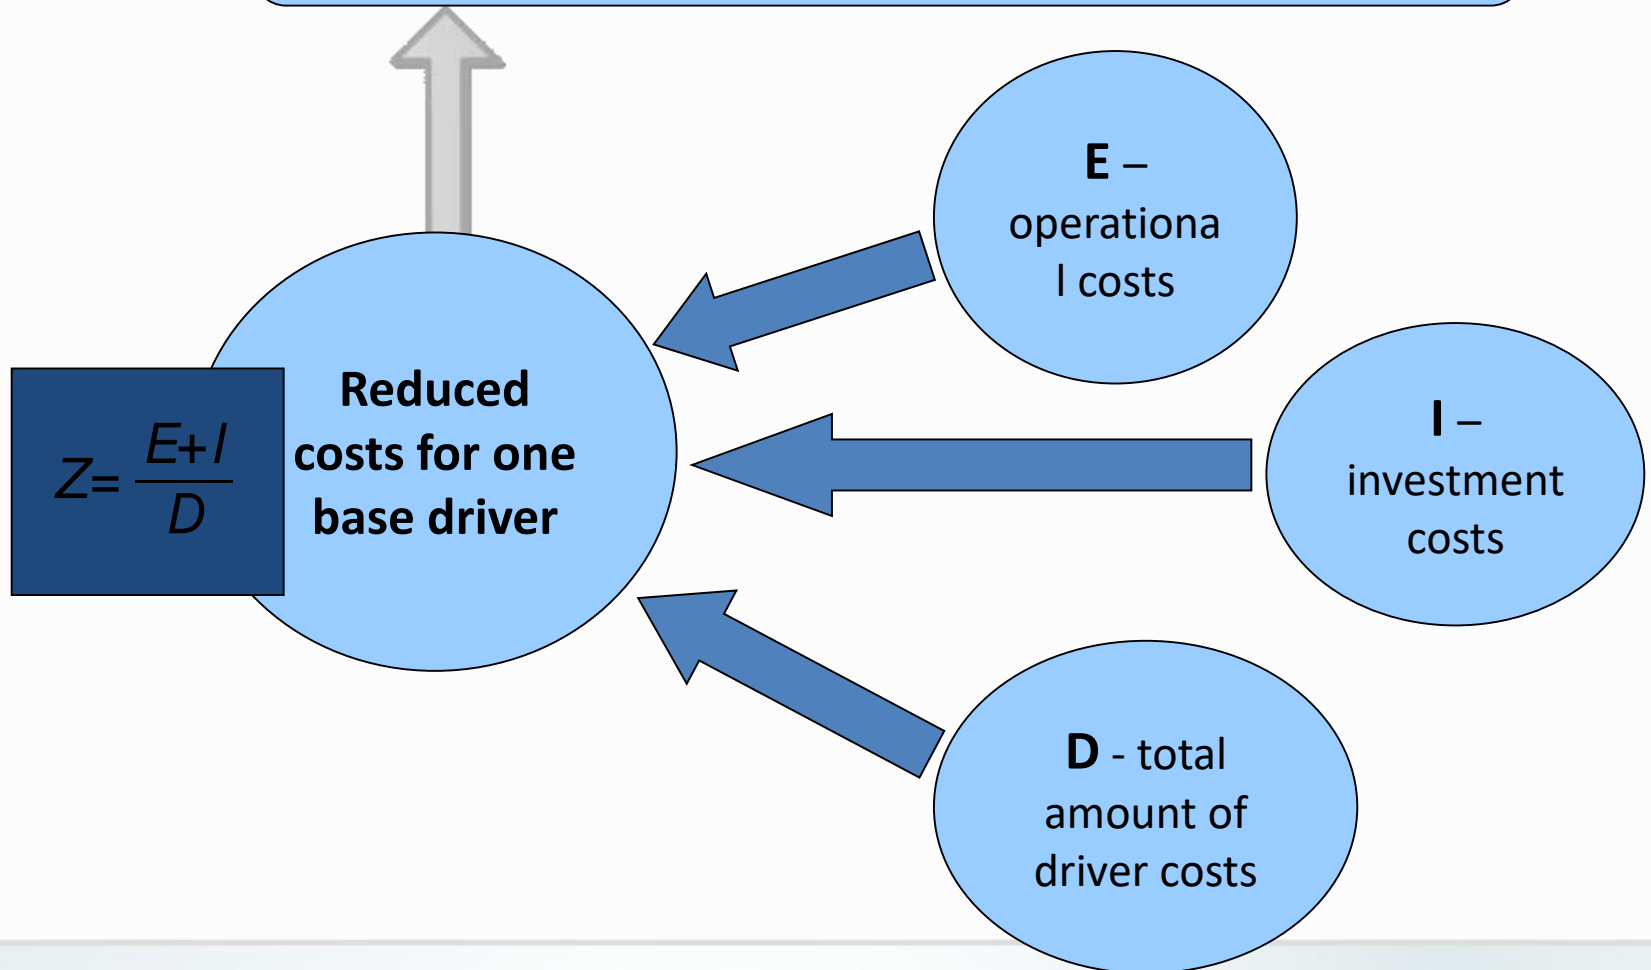 E –
operationa
l costs
Reduced
costs for one
base driver
Z= E+I
D
I –
investment
costs
D - total
amount of
driver costs